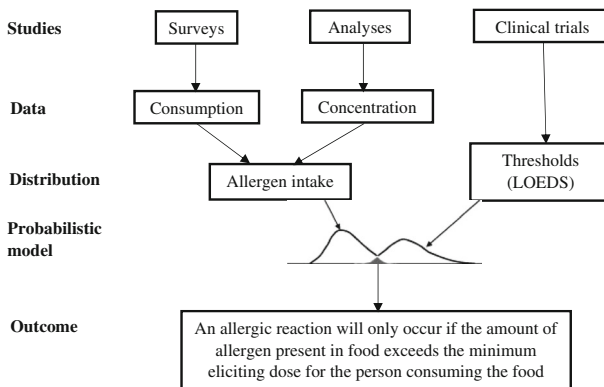 Studies
Surveys
Analyses
Clinical trials
Data
Consumption
Concentration
Distribution
Allergen intake
Thresholds
(LOEDS)
Probabilistic
model
Outcome
An allergic reaction will only occur if the amount of
allergen present in food exceeds the minimum
eliciting dose for the person consuming the food